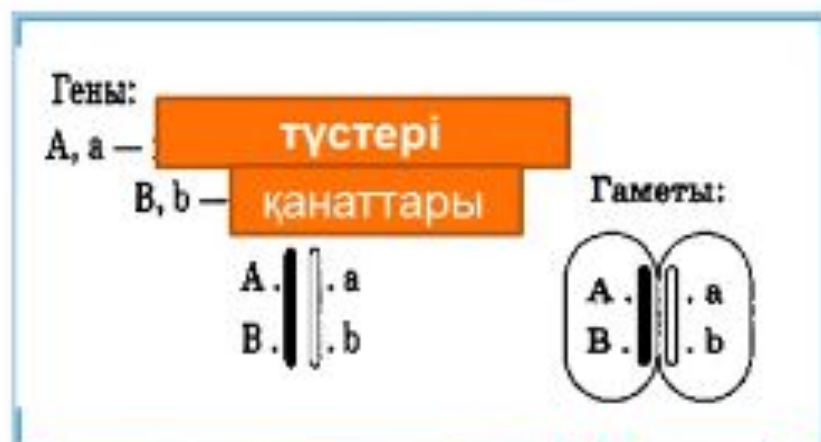 Гены:
A, a — түстері
B, b — қанаттары
A . . a
B . . b
Гаметы:
A . . a
B . . b